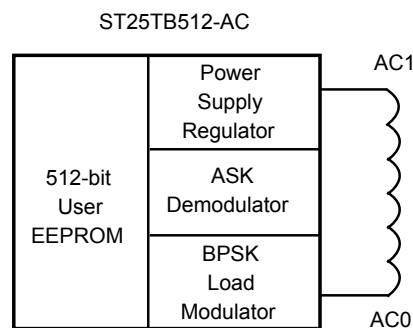 ST25TB512-AC
Power
Supply
Regulator
AC1
512-bit
User
EEPROM
ASK
Demodulator
BPSK
Load
Modulator
AC0